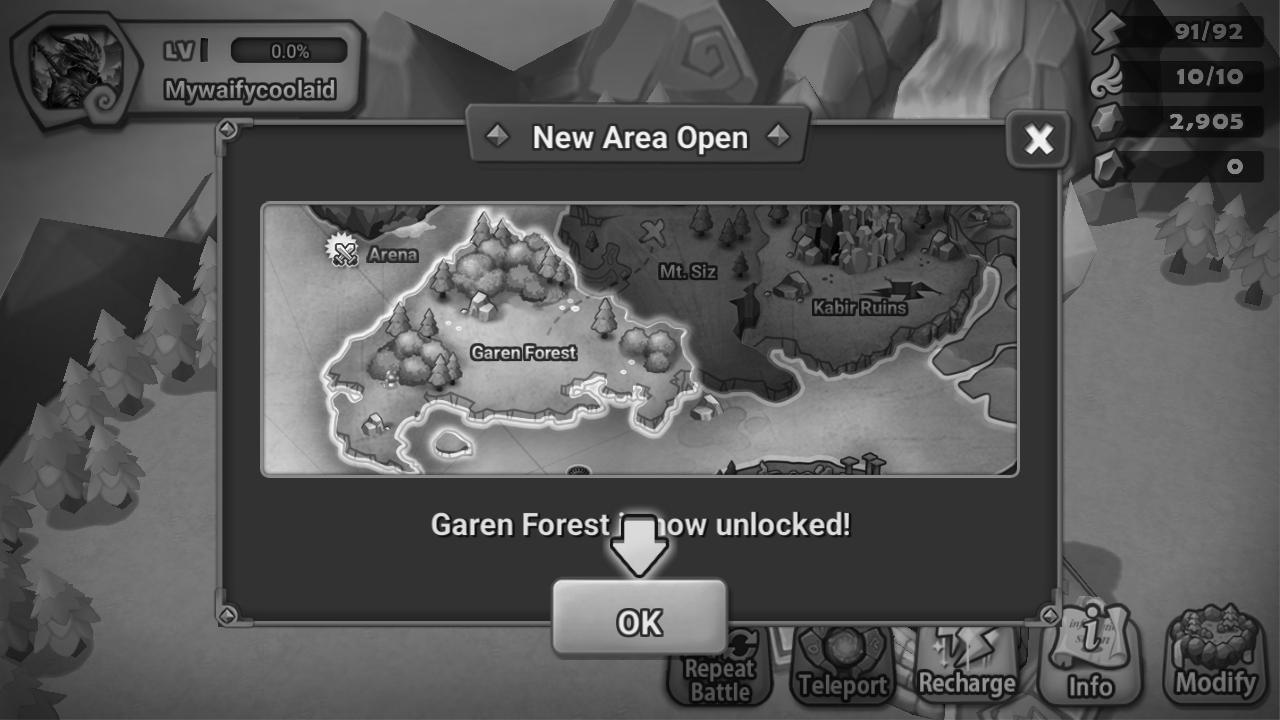 LV 1 0.0%
Mywaifycoolaid
91/92
10/10
2,905
0
New Area Open
Arena
Mt. Siz
Kabir Ruins
Garen Forest
Garen Forest now unlocked!
OK
Repeat
Battle
Teleport
Recharge
Info
Modify